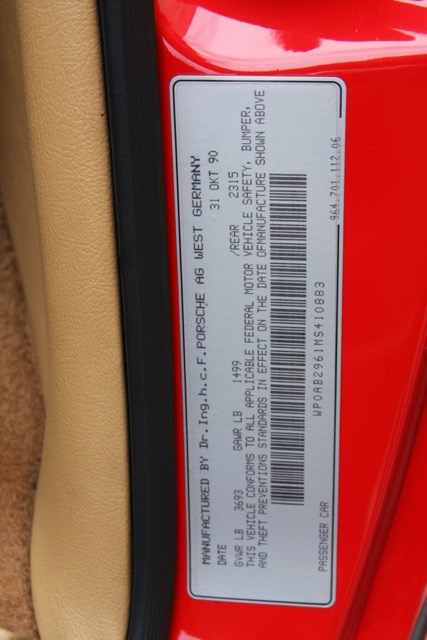 MANUFACTURED BY Dr.Ing.h.c.F.PORSCHE AG WEST GERMANY
DATE 31 OKT 90
GVWR LB 3693 GAWR LB 1499 /REAR 2315
THIS VEHICLE CONFORMS TO ALL APPLICABLE FEDERAL MOTOR VEHICLE SAFETY, BUMPER,
AND THEFT PREVENTIONS STANDARDS IN EFFECT ON THE DATE OFMANUFACTURE SHOWN ABOVE
WP0AB2961MS410883
PASSENGER CAR 964.701.112.06